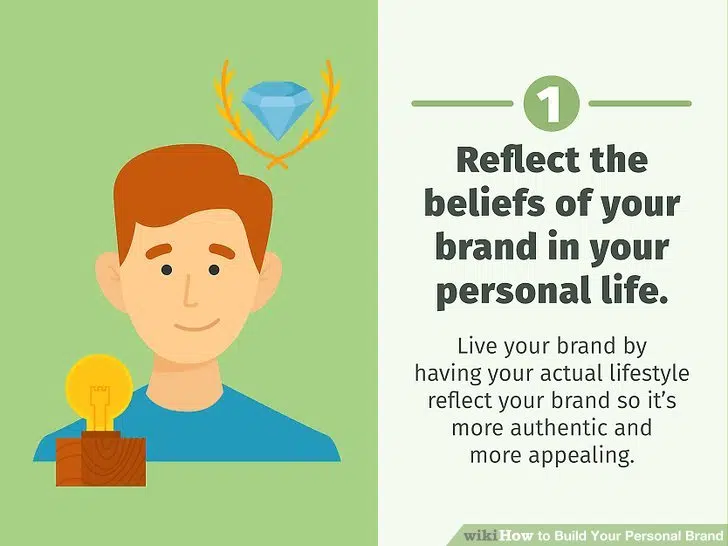 1
Reflect the
beliefs of your
brand in your
personal life.
Live your brand by
having your actual lifestyle
reflect your brand so it's
more authentic and
more appealing.
wikiHow to Build Your Personal Brand